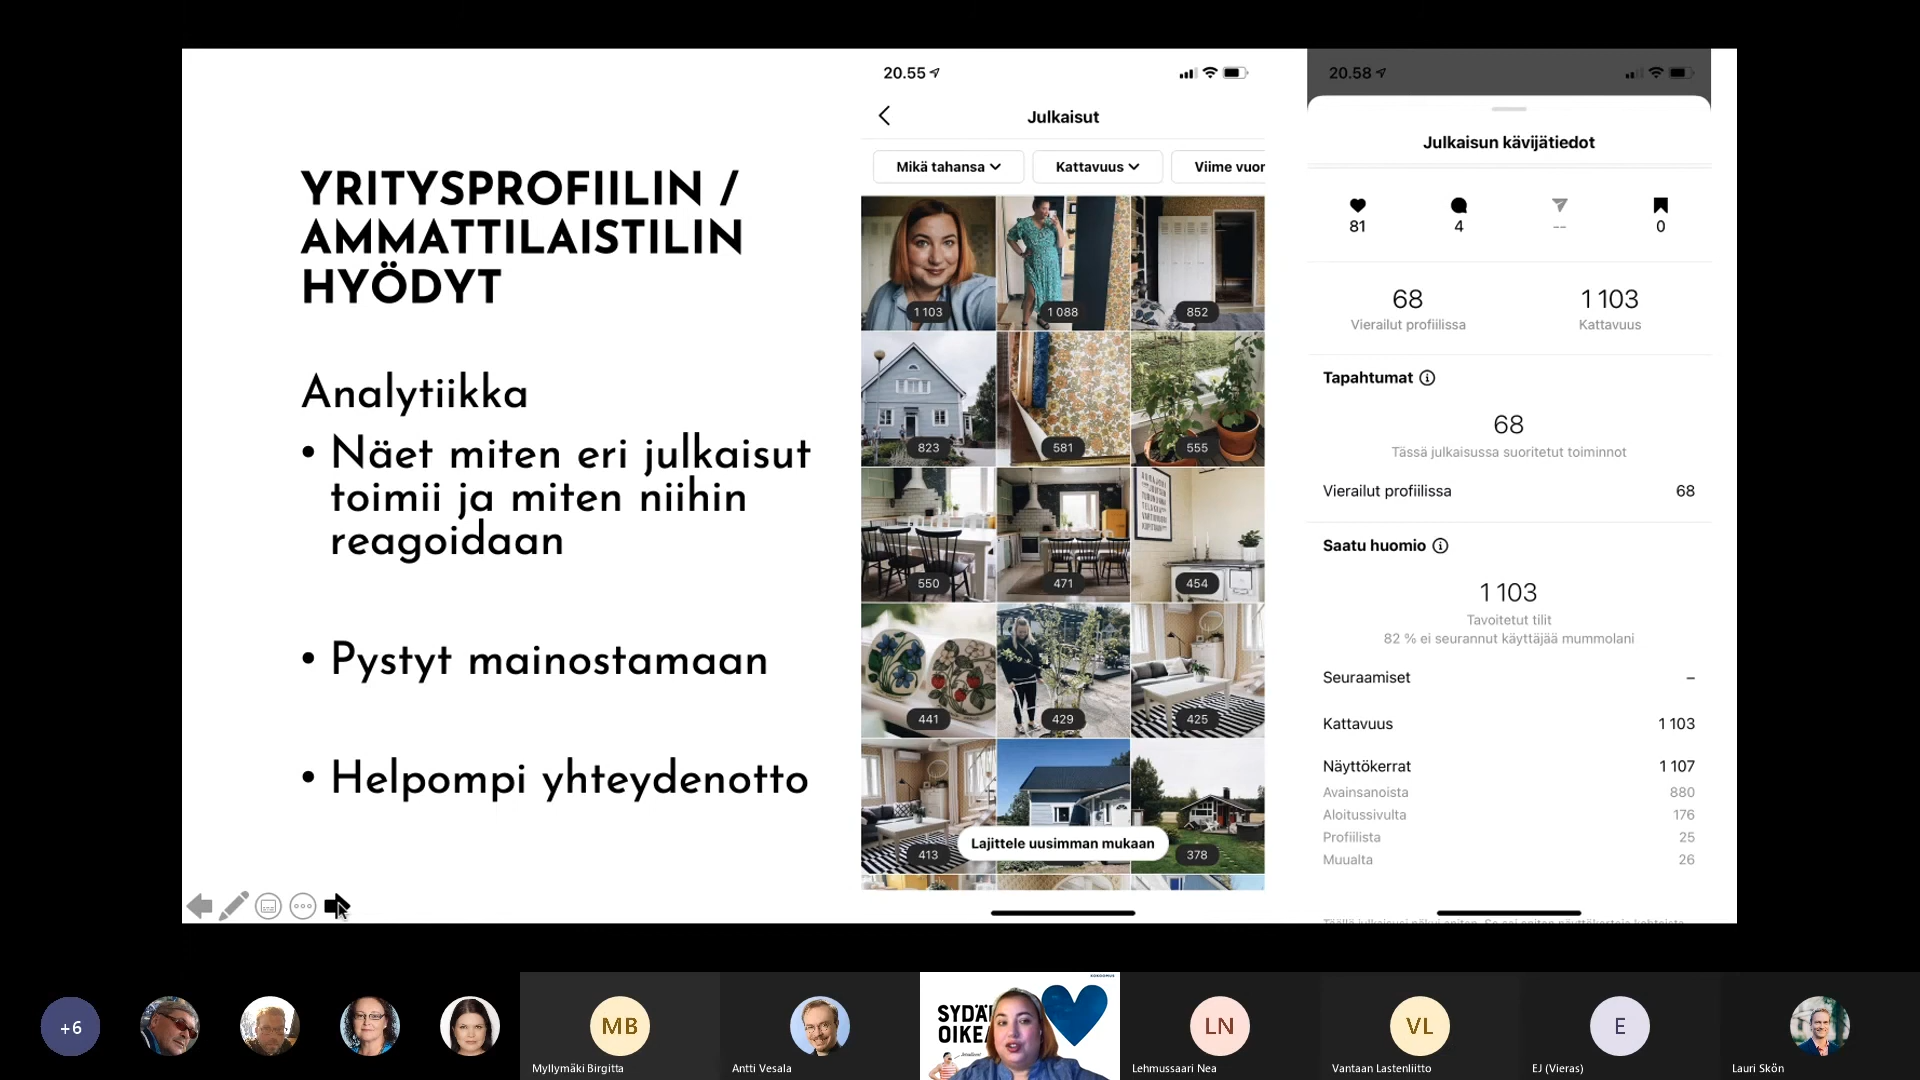 YRITYSPROFIILIN /
AMMATTILAISTILIN
HYÖDYT
Analytiikka
• Näet miten eri julkaisut
toimii ja miten niihin
reagoidaan
• Pystyt mainostamaan
• Helpompi yhteydenotto
20.55
Julkaisut
Mikä tahansa
Kattavuus
Viime vuor
1 103
1 088
852
823
581
555
550
471
454
441
429
425
413
Lajittele uusimman mukaan
378
20.58
Julkaisun kävijätiedot
81
4
--
0
68
1 103
Vierailut profiilissa
Kattavuus
Tapahtumat
68
Tässä julkaisussa suoritetut toiminnot
Vierailut profiilissa 68
Saatu huomio
1 103
Tavoitetut tilit
82 % ei seurannut käyttäjää mummolani
Seuraamiset –
Kattavuus 1 103
Näyttökerrat 1 107
Avainsanoista 880
Aloitussivulta 176
Profiilista 25
Muualta 26
+6
MB
Myllymäki Birgitta
Antti Vesala
KOKOOMUS
OIKE
LN
Lehmussaari Nea
VL
Vantaan Lastenliitto
E
EJ (Vieras)
Lauri Skön